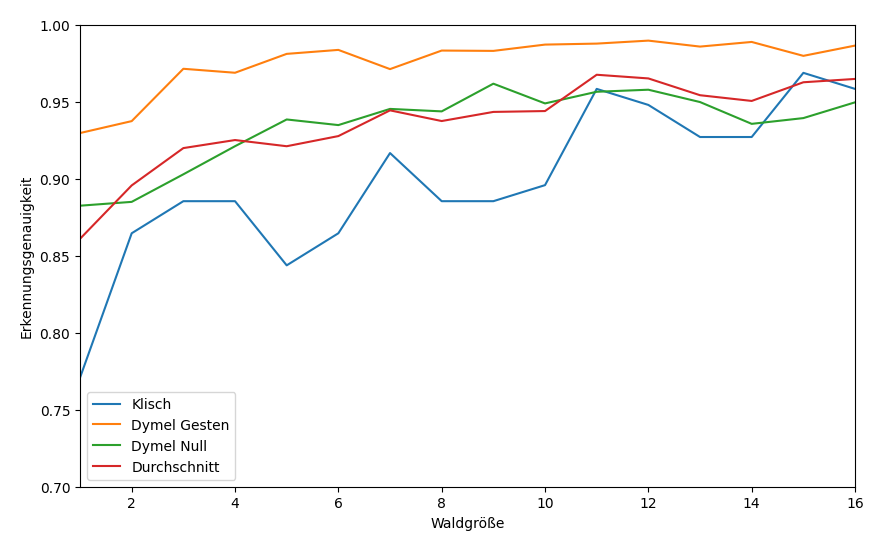 1.00
0.95
0.90
0.85
0.80
0.75
0.70
Erkennungsgenauigkeit
Klisch
Dymel Gesten
Dymel Null
Durchschnitt
2 4 6 8 10 12 14 16
Waldgröße